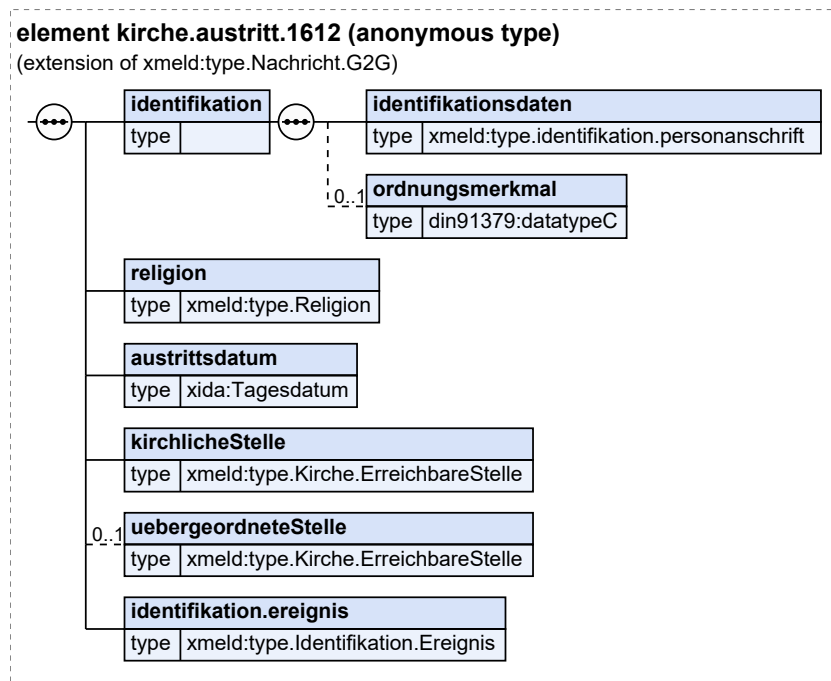 element kirche.austritt.1612 (anonymous type)
(extension of xmeld:type.Nachricht.G2G)
identifikation
type
identifikationsdaten
type xmeld:type.identifikation.personanschrift
0..1
ordnungsmerkmal
type din91379:datatypeC
religion
type xmeld:type.Religion
austrittsdatum
type xida:Tagesdatum
kirchlicheStelle
type xmeld:type.Kirche.ErreichbareStelle
0..1
uebergeordneteStelle
type xmeld:type.Kirche.ErreichbareStelle
identifikation.ereignis
type xmeld:type.Identifikation.Ereignis